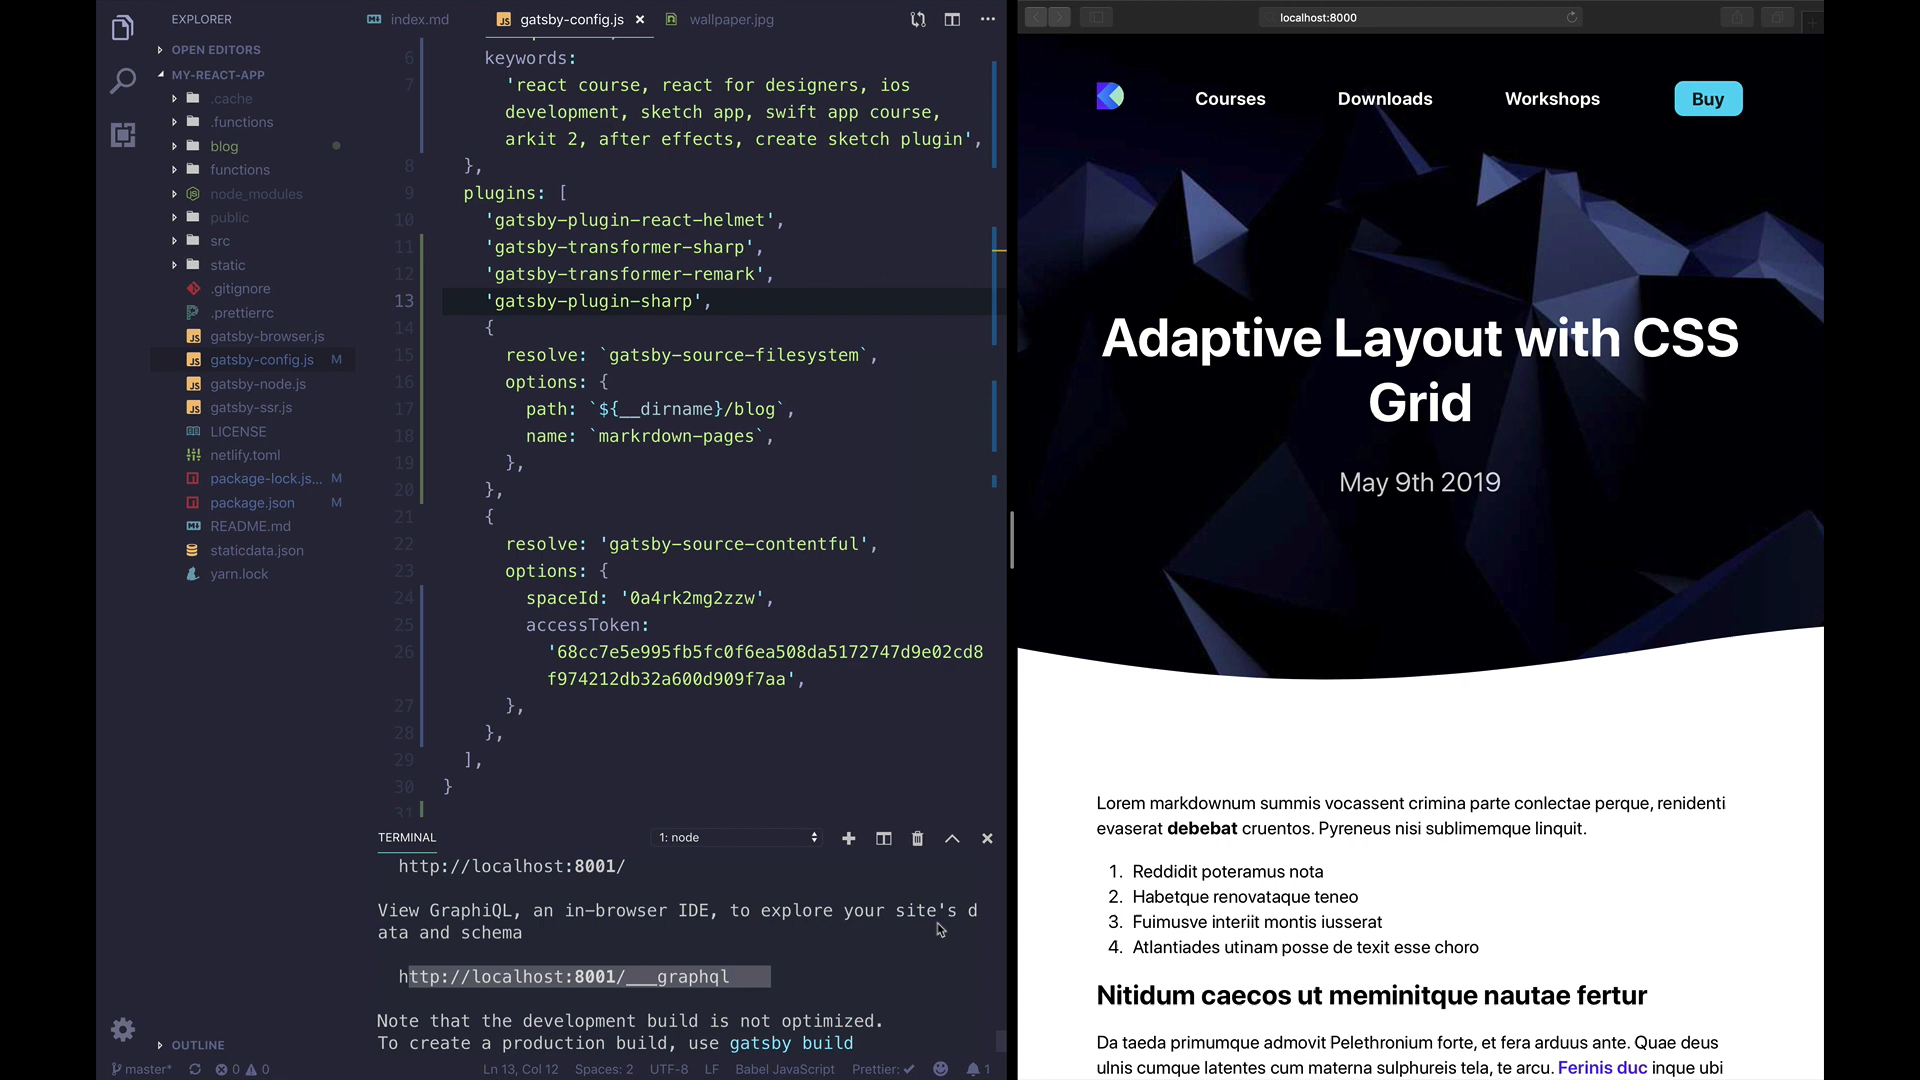 EXPLORER
OPEN EDITORS
MY-REACT-APP
.cache
.functions
blog
functions
node_modules
public
src
static
.gitignore
.prettierrc
gatsby-browser.js
gatsby-config.js M
gatsby-node.js
gatsby-ssr.js
LICENSE
netlify.toml
package-lock.js... M
package.json M
README.md
staticdata.json
yarn.lock
OUTLINE
index.md
gatsby-config.js
wallpaper.jpg
6 keywords:
7 'react course, react for designers, ios
development, sketch app, swift app course,
arkit 2, after effects, create sketch plugin',
8 },
9 plugins: [
10 'gatsby-plugin-react-helmet',
11 'gatsby-transformer-sharp',
12 'gatsby-transformer-remark',
13 'gatsby-plugin-sharp',
14 {
15 resolve: `gatsby-source-filesystem`,
16 options: {
17 path: `${__dirname}/blog`,
18 name: `markrdown-pages`,
19 },
20 },
21 {
22 resolve: 'gatsby-source-contentful',
23 options: {
24 spaceId: '0a4rk2mg2zzw',
25 accessToken:
26 '68cc7e5e995fb5fc0f6ea508da5172747d9e02cd8
f974212db32a600d909f7aa',
27 },
28 },
29 ],
30 }
31
TERMINAL
1: node
http://localhost:8001/
View GraphiQL, an in-browser IDE, to explore your site's d
ata and schema
http://localhost:8001/___graphql
Note that the development build is not optimized.
To create a production build, use gatsby build
master* 0 0 Ln 13, Col 12 Spaces: 2 UTF-8 LF Babel JavaScript Prettier: 1
localhost:8000
Courses
Downloads
Workshops
Buy
Adaptive Layout with CSS
Grid
May 9th 2019
Lorem markdownum summis vocassent crimina parte conlectae perque, renidenti
evaserat debebat cruentos. Pyreneus nisi sublimemque linquit.
1. Reddidit poteramus nota
2. Habetque renovataque teneo
3. Fuimusve interiit montis iusserat
4. Atlantiades utinam posse de texit esse choro
Nitidum caecos ut meminitque nautae fertur
Da taeda primumque admovit Pelethronium forte, et fera arduus ante. Quae deus
ulnis cumque latentes cum materna sulphureis tela, te arcu. Ferinis duc inque ubi